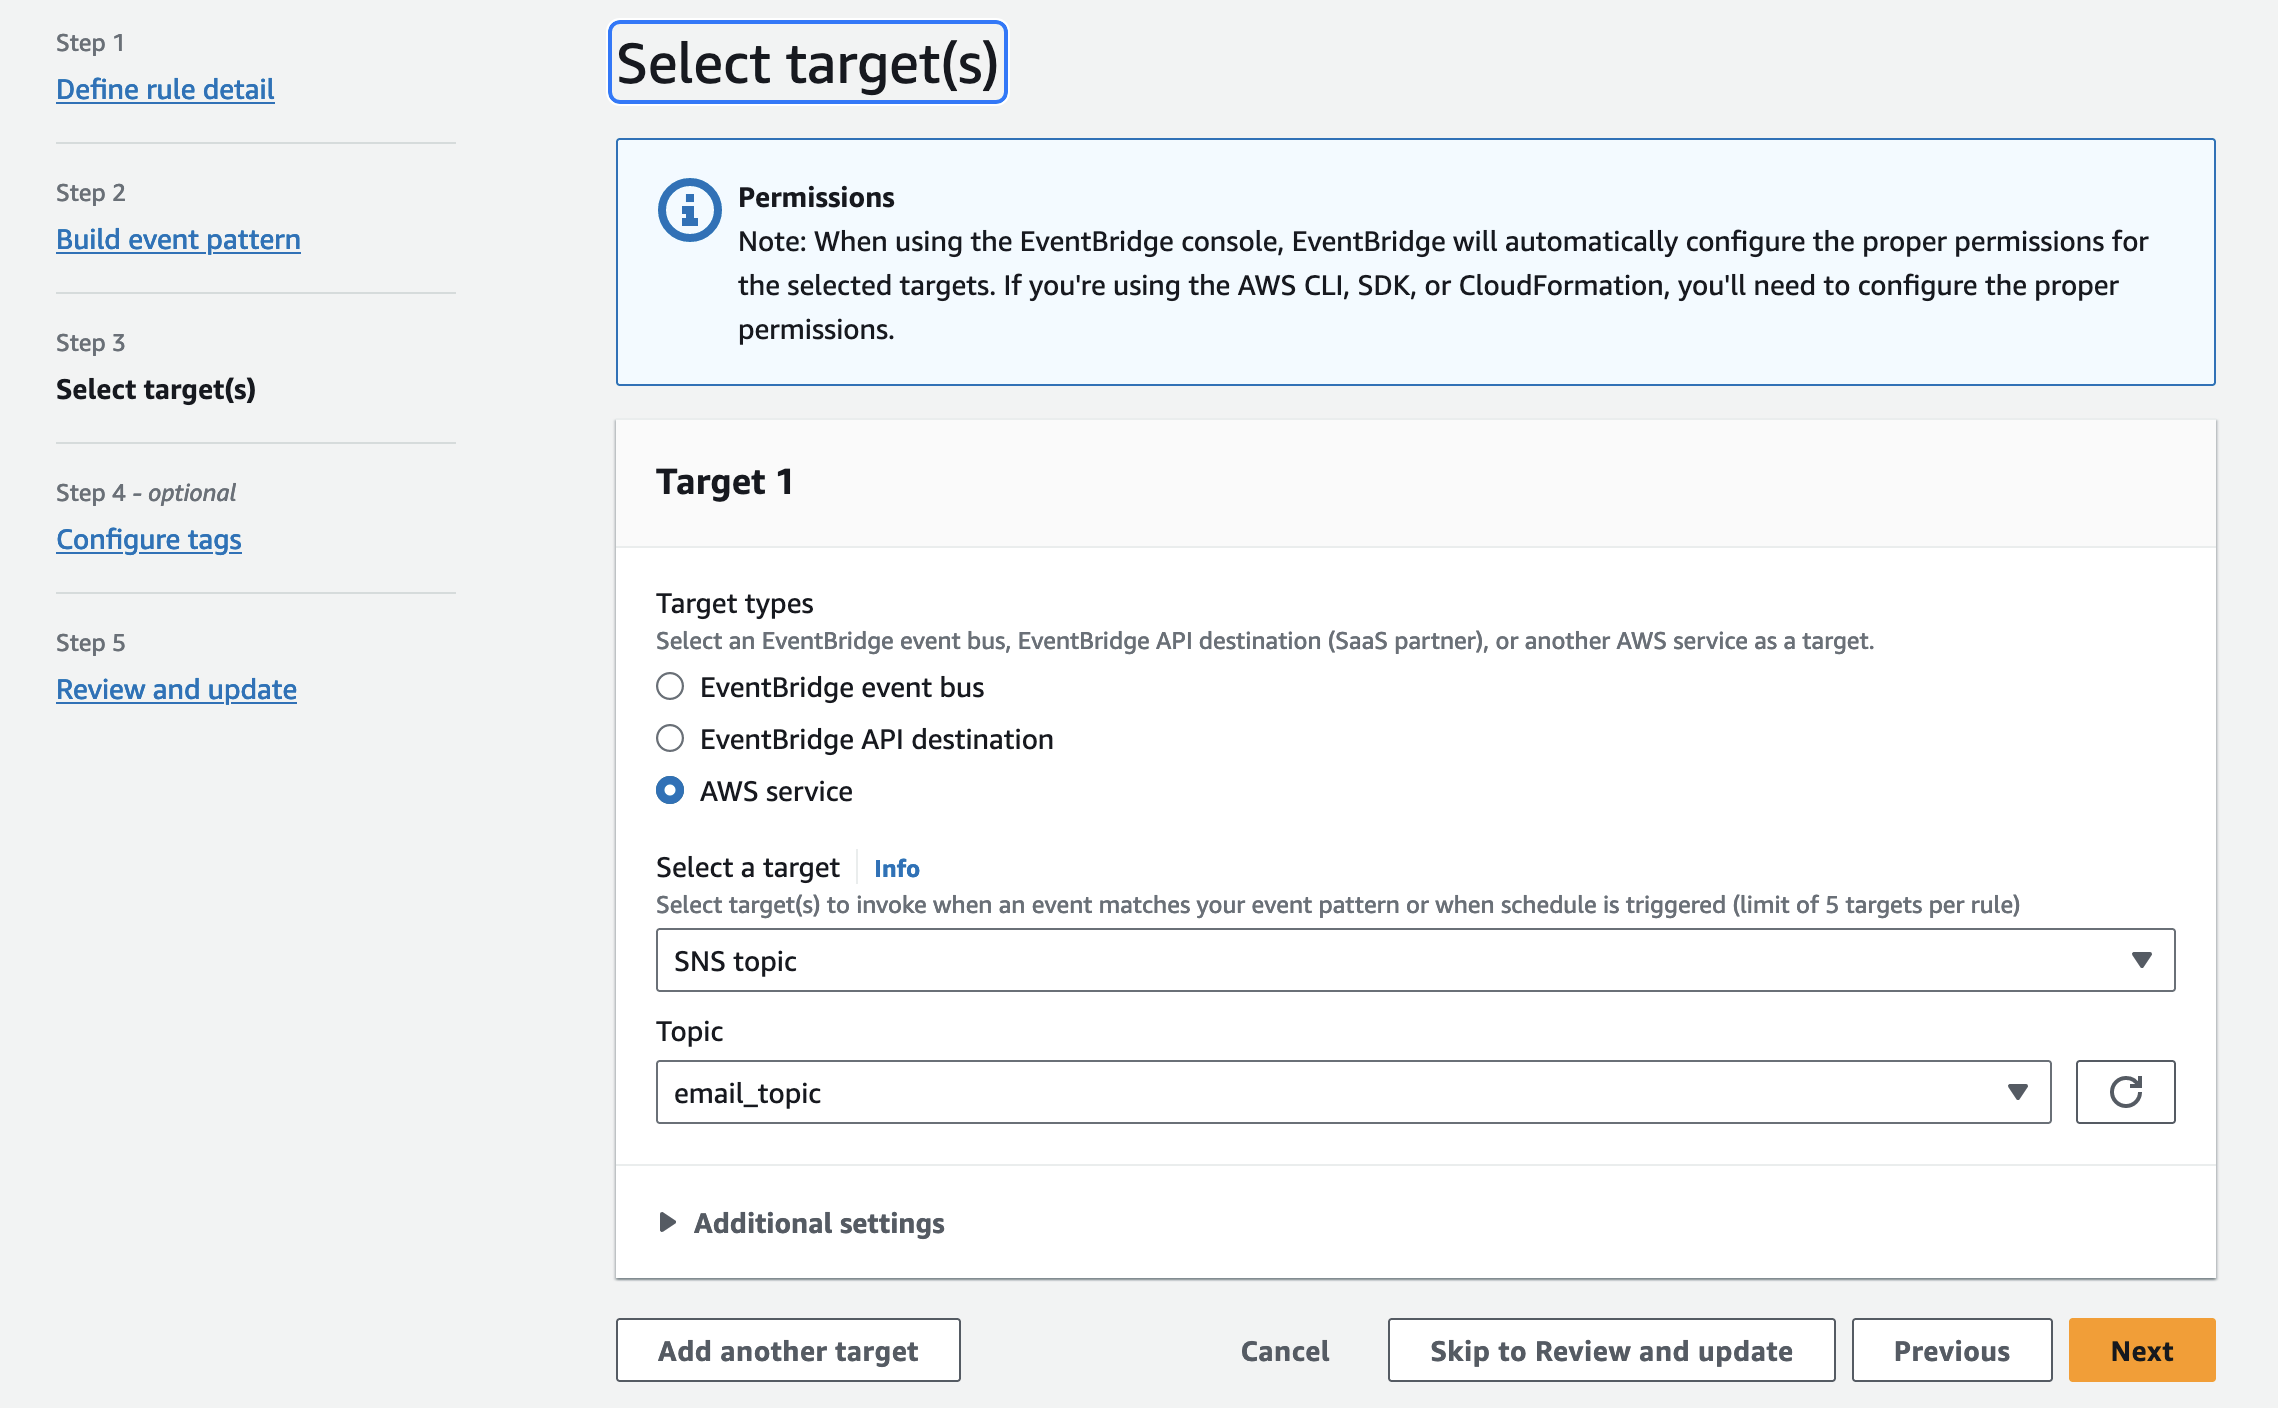 Step 1
Define rule detail
Step 2
Build event pattern
Step 3
Select target(s)
Step 4 - optional
Configure tags
Step 5
Review and update
Select target(s)
Permissions
Note: When using the EventBridge console, EventBridge will automatically configure the proper permissions for
the selected targets. If you're using the AWS CLI, SDK, or CloudFormation, you'll need to configure the proper
permissions.
Target 1
Target types
Select an EventBridge event bus, EventBridge API destination (SaaS partner), or another AWS service as a target.
EventBridge event bus
EventBridge API destination
AWS service
Select a target Info
Select target(s) to invoke when an event matches your event pattern or when schedule is triggered (limit of 5 targets per rule)
SNS topic
Topic
email_topic
Additional settings
Add another target Cancel Skip to Review and update Previous Next